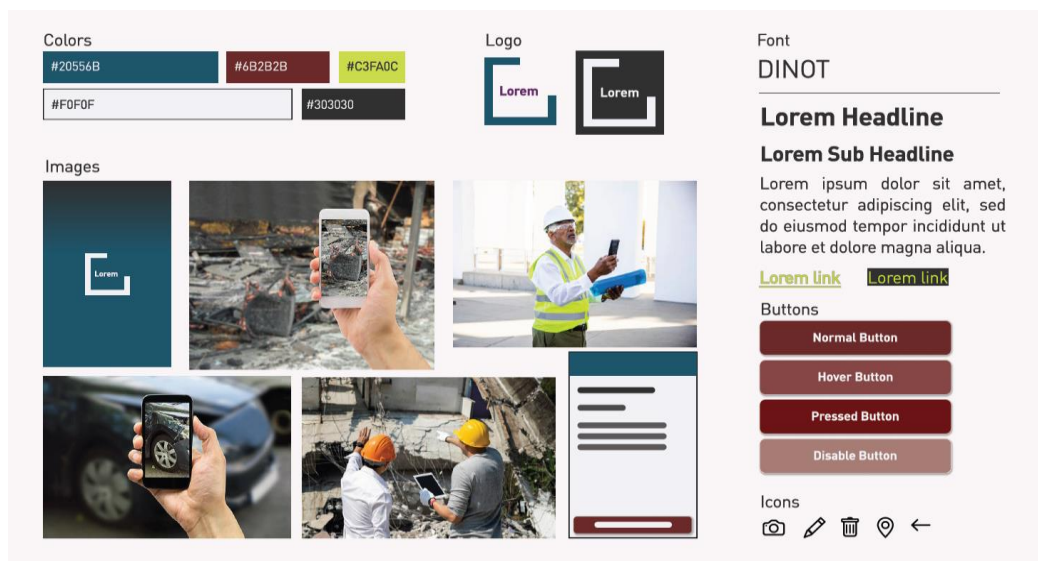 Colors
#20556B
#6B2B2B
#C3FA0C
#F0F0F
#303030
Logo
Lorem
Lorem
Images
Lorem
Font
DINOT
Lorem Headline
Lorem Sub Headline
Lorem ipsum dolor sit amet,
consectetur adipiscing elit, sed
do eiusmod tempor incididunt ut
labore et dolore magna aliqua.
Lorem link Lorem link
Buttons
Normal Button
Hover Button
Pressed Button
Disable Button
Icons